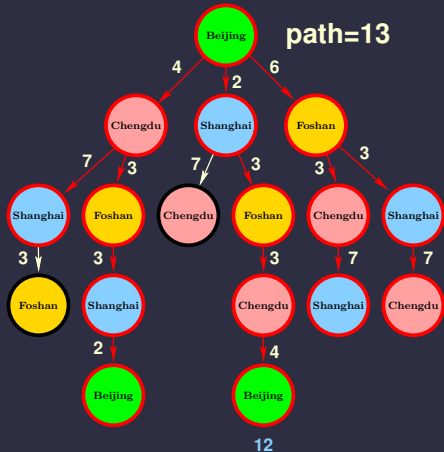 Beijing path=13
4 2 6
Chengdu Shanghai Foshan
7 3 7 3 3 3
Shanghai Foshan Chengdu Foshan Chengdu Shanghai
3 3 3 7 7
Foshan Shanghai Chengdu Shanghai Chengdu
2 4
Beijing Beijing
12